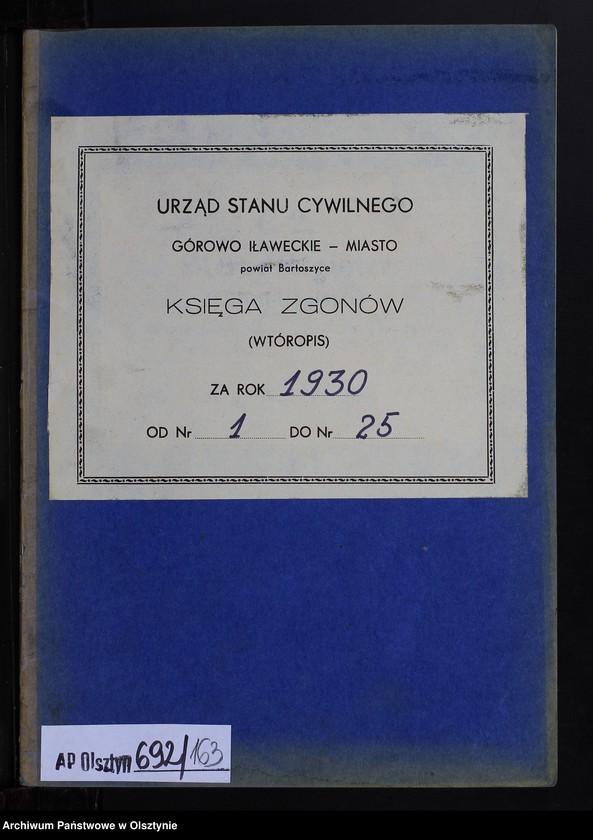 URZĄD STANU CYWILNEGO
GÓROWO IŁAWECKIE – MIASTO
powiat Bartoszyce
KSIĘGA ZGONÓW
(WTÓROPIS)
ZA ROK 1930
OD Nr 1 DO Nr 25
AP Olsztyn 692/163
Archiwum Państwowe w Olsztynie